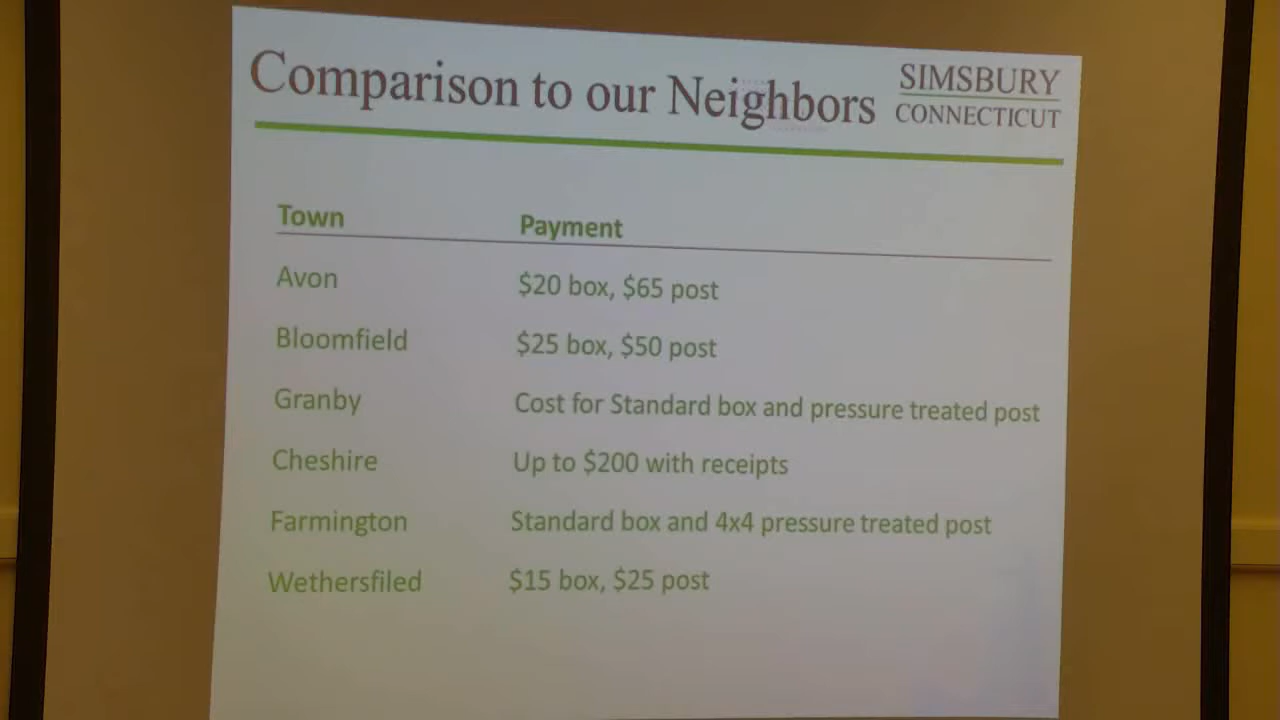 Comparison to our Neighbors
SIMSBURY
CONNECTICUT
Town Payment
Avon $20 box, $65 post
Bloomfield $25 box, $50 post
Granby Cost for Standard box and pressure treated post
Cheshire Up to $200 with receipts
Farmington Standard box and 4x4 pressure treated post
Wethersfiled $15 box, $25 post